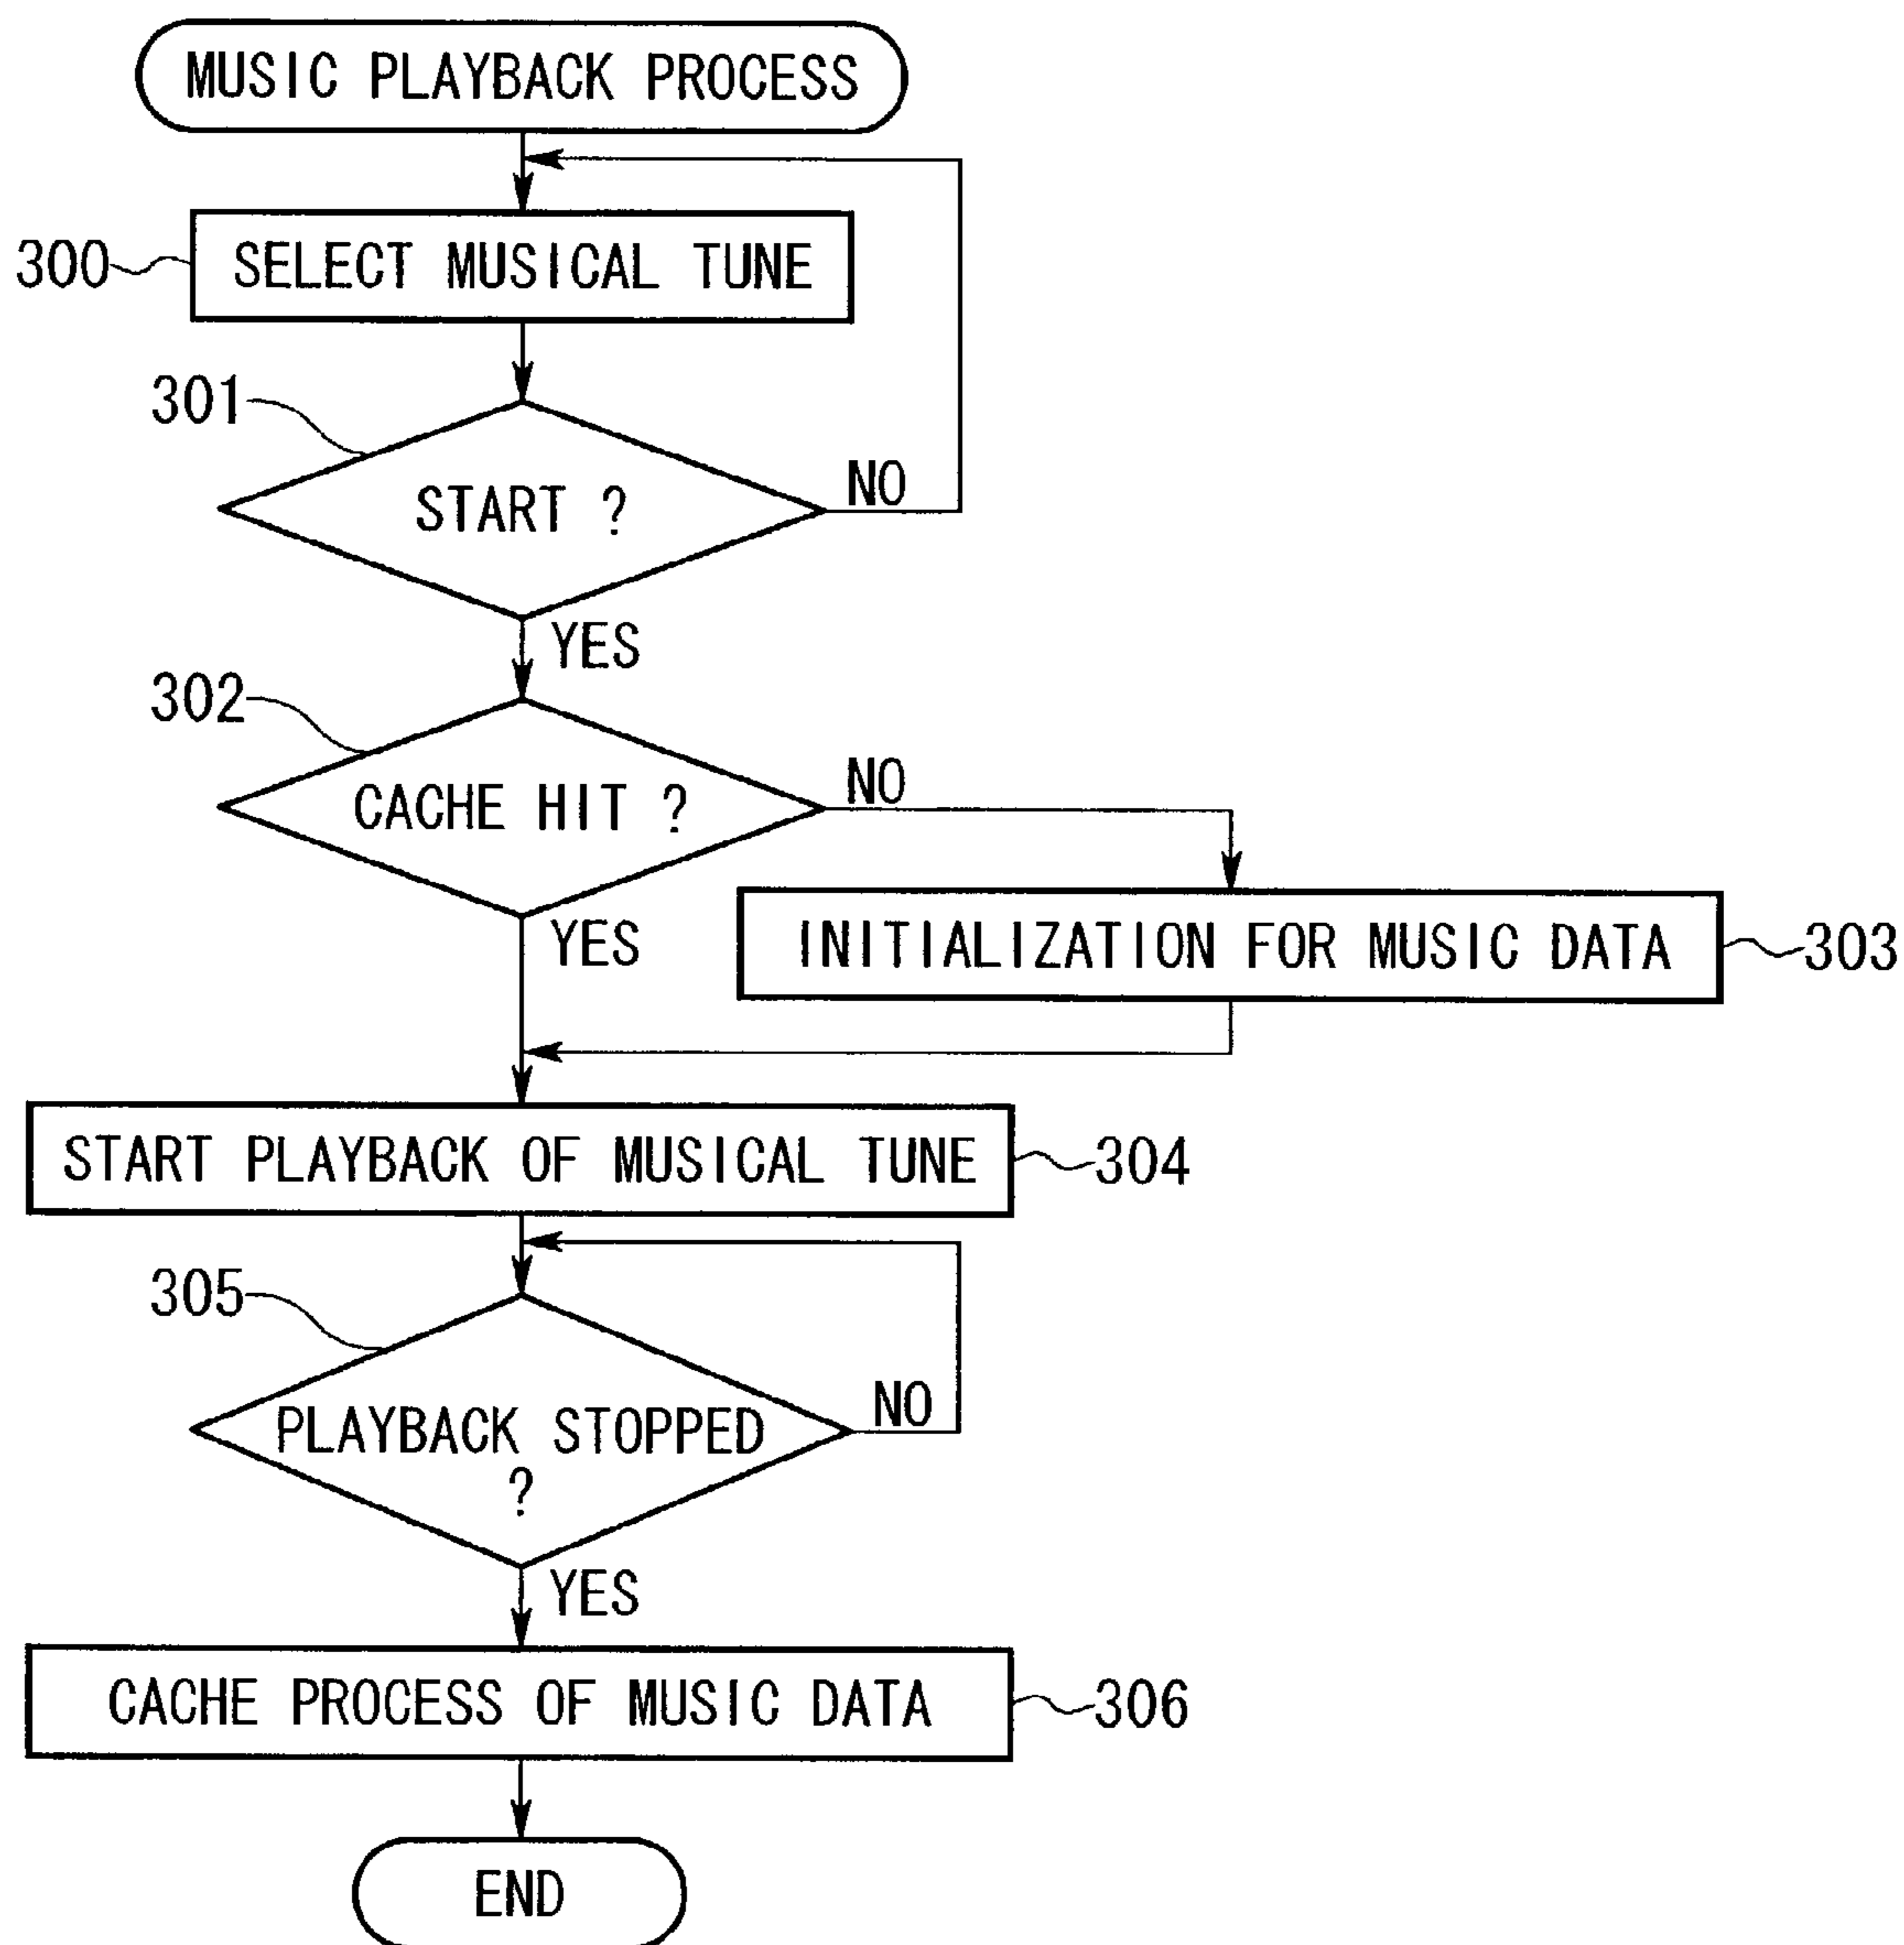 MUSIC PLAYBACK PROCESS
300
SELECT MUSICAL TUNE
301
START ?
NO
YES
302
CACHE HIT ?
NO
YES
INITIALIZATION FOR MUSIC DATA
303
START PLAYBACK OF MUSICAL TUNE
304
305
PLAYBACK STOPPED
?
NO
YES
CACHE PROCESS OF MUSIC DATA
306
END